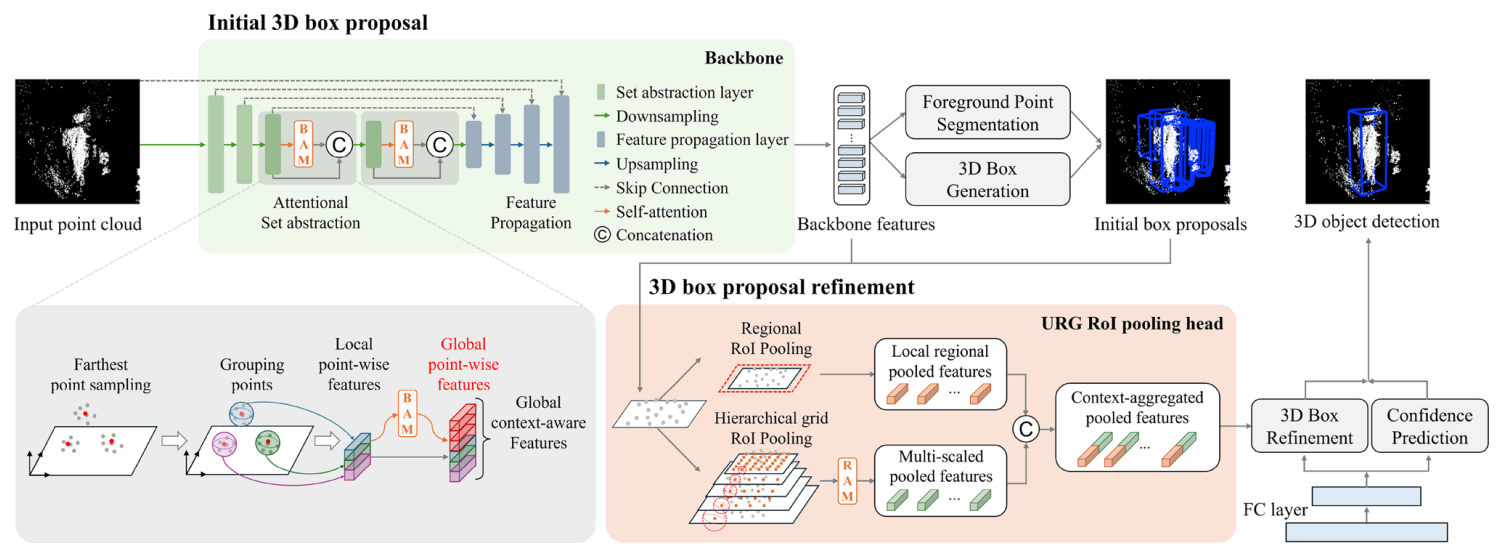 Initial 3D box proposal
Backbone
Set abstraction layer
Downsampling
Feature propagation layer
Upsampling
Skip Connection
Self-attention
C Concatenation
BAM
C
BAM
C
Attentional
Set abstraction
Feature
Propagation
Input point cloud
Backbone features
Foreground Point
Segmentation
3D Box
Generation
Initial box proposals
3D object detection
3D box proposal refinement
URG RoI pooling head
Farthest
point sampling
Grouping
points
Local
point-wise
features
Global
point-wise
features
BAM
Global
context-aware
Features
Regional
RoI Pooling
Hierarchical grid
RoI Pooling
RAM
Local regional
pooled features
Multi-scaled
pooled features
C
Context-aggregated
pooled features
3D Box
Refinement
Confidence
Prediction
FC layer